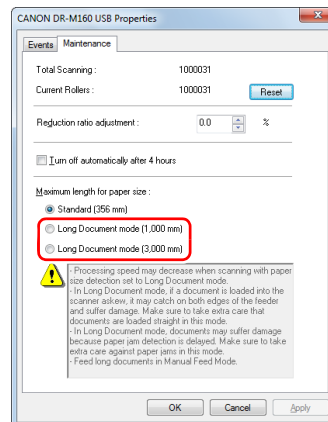 CANON DR-M160 USB Properties
Events Maintenance
Total Scanning : 1000031
Current Rollers : 1000031 Reset
Reduction ratio adjustment : 0.0 %
Turn off automatically after 4 hours
Maximum length for paper size :
Standard (356 mm)
Long Document mode (1,000 mm)
Long Document mode (3,000 mm)
- Processing speed may decrease when scanning with paper
size detection set to Long Document mode.
- In Long Document mode, if a document is loaded into the
scanner askew, it may catch on both edges of the feeder
and suffer damage. Make sure to take extra care that
documents are loaded straight in this mode.
- In Long Document mode, documents may suffer damage
because paper jam detection is delayed. Make sure to take
extra care against paper jams in this mode.
- Feed long documents in Manual Feed Mode.
OK Cancel Apply